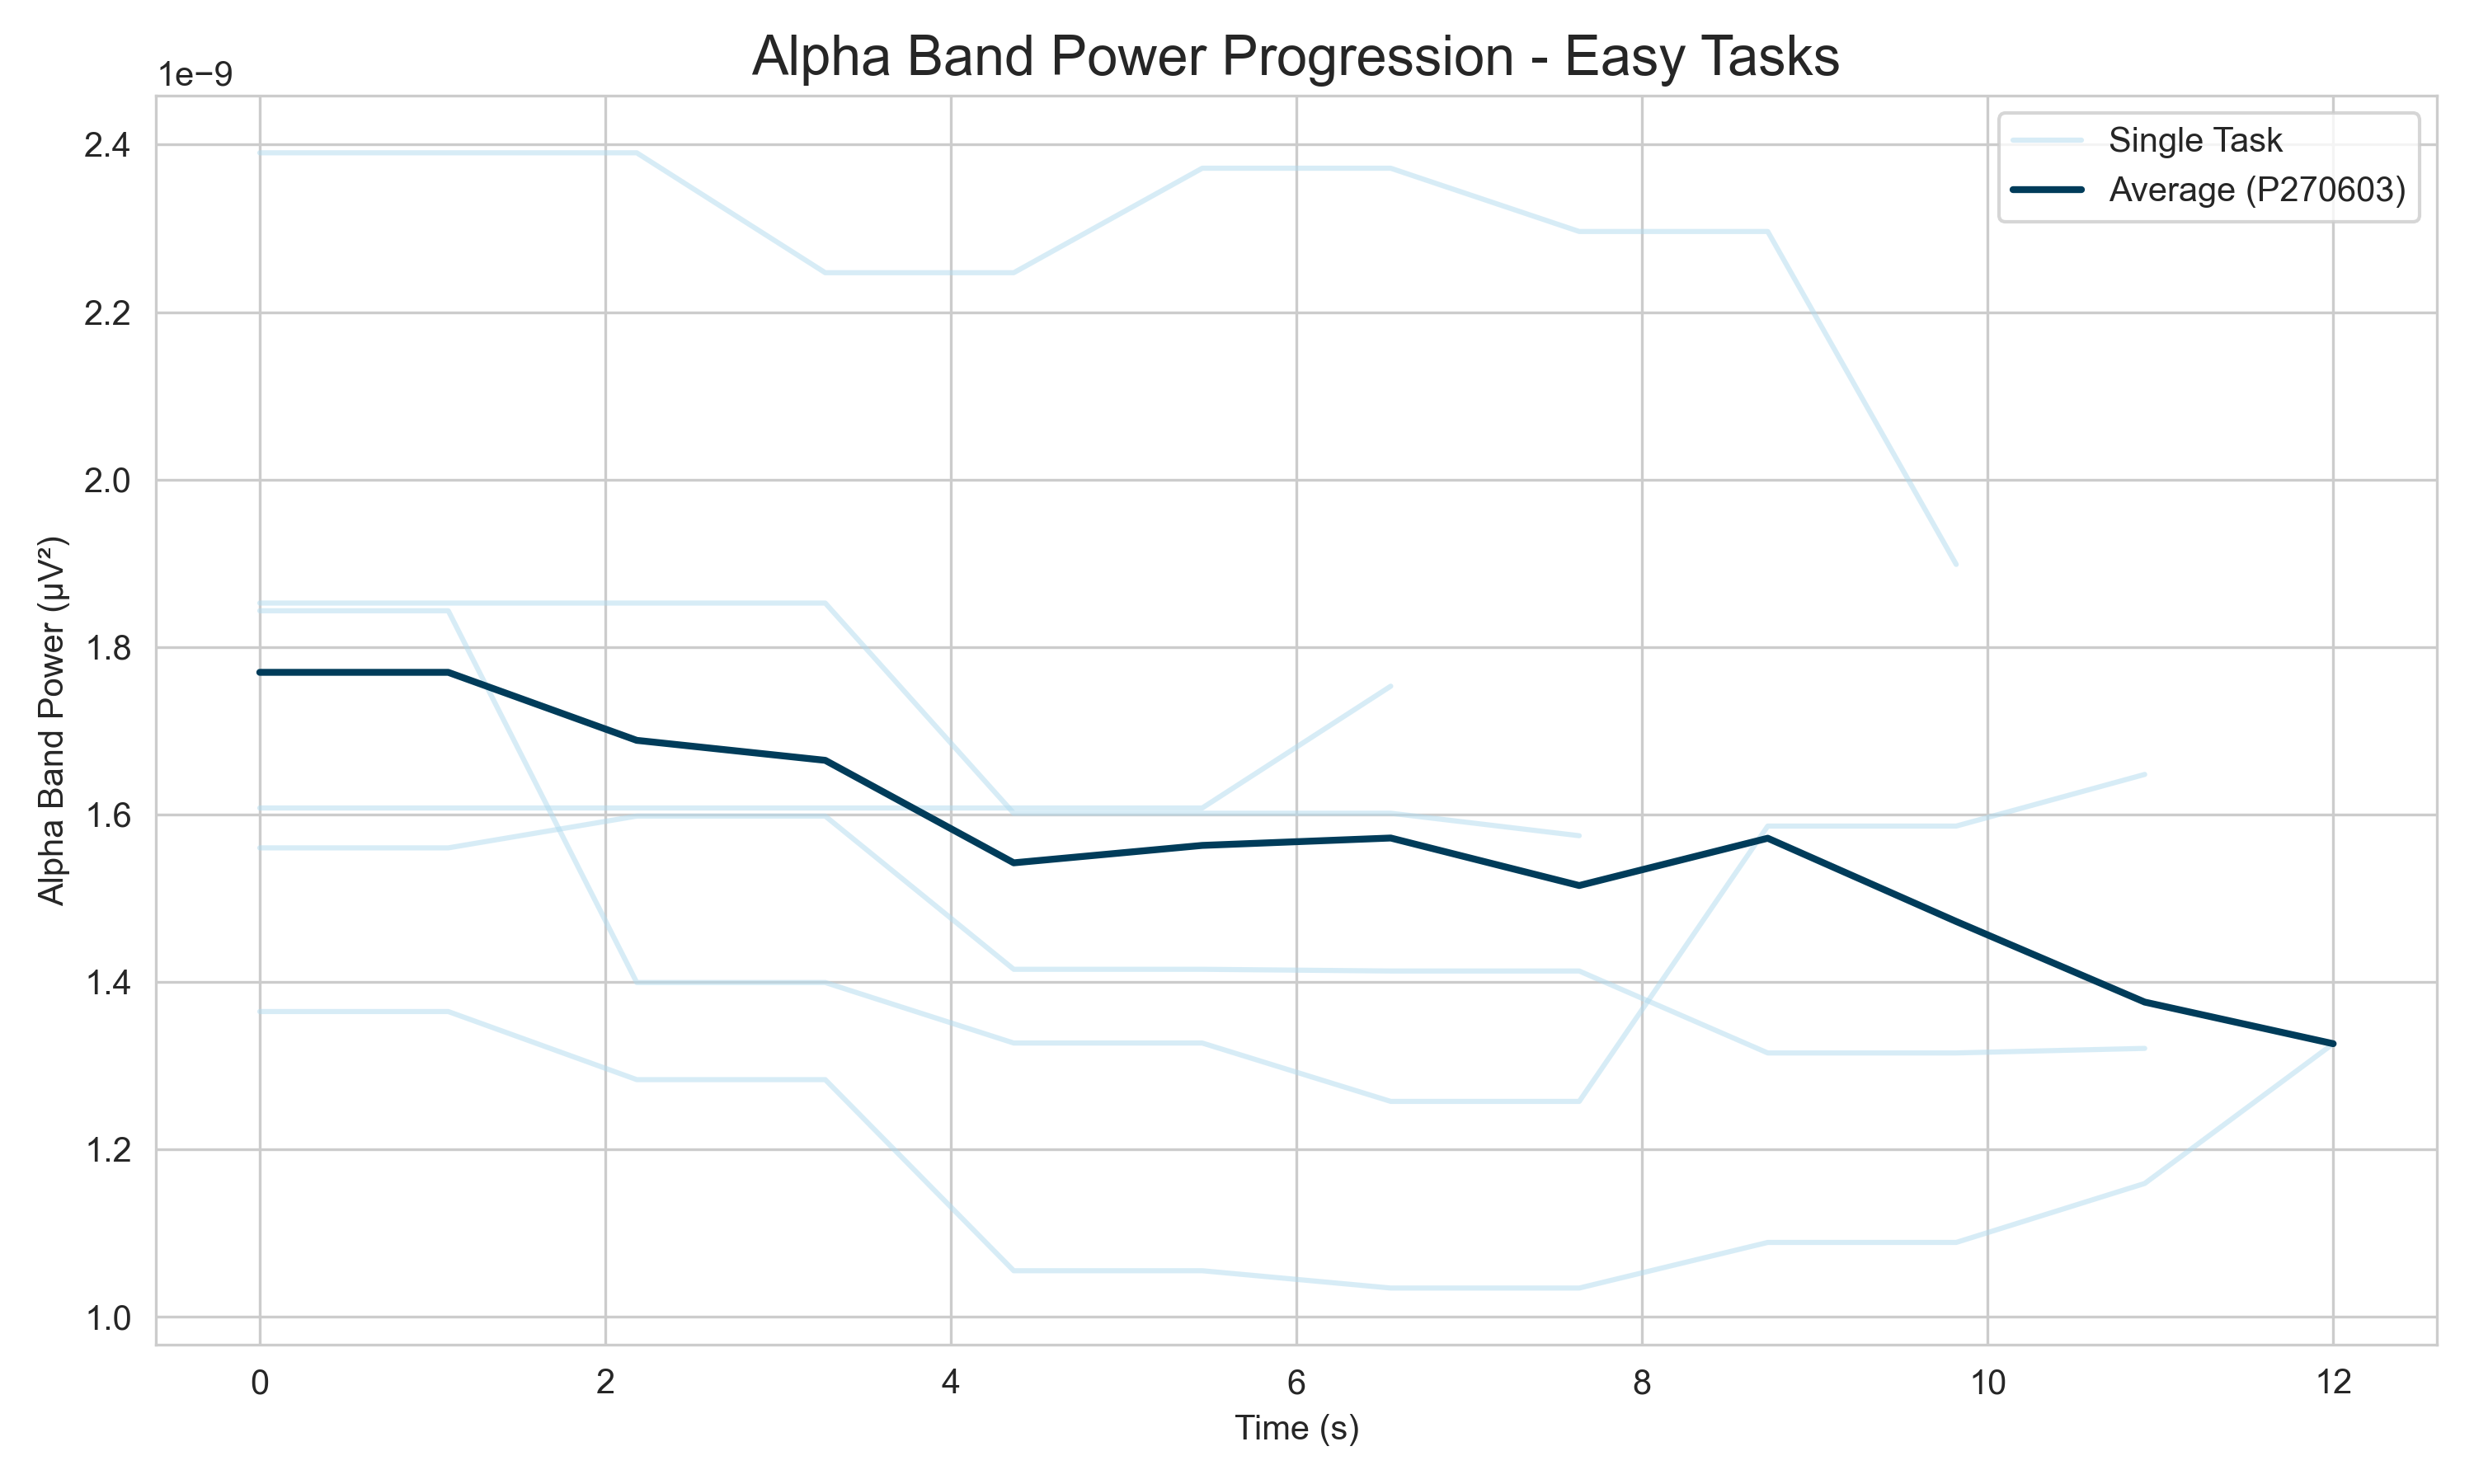 Alpha Band Power Progression - Easy Tasks
1e−9
Single Task
Average (P270603)
2.4
2.2
2.0
1.8
1.6
1.4
1.2
1.0
Alpha Band Power (µV²)
0 2 4 6 8 10 12
Time (s)